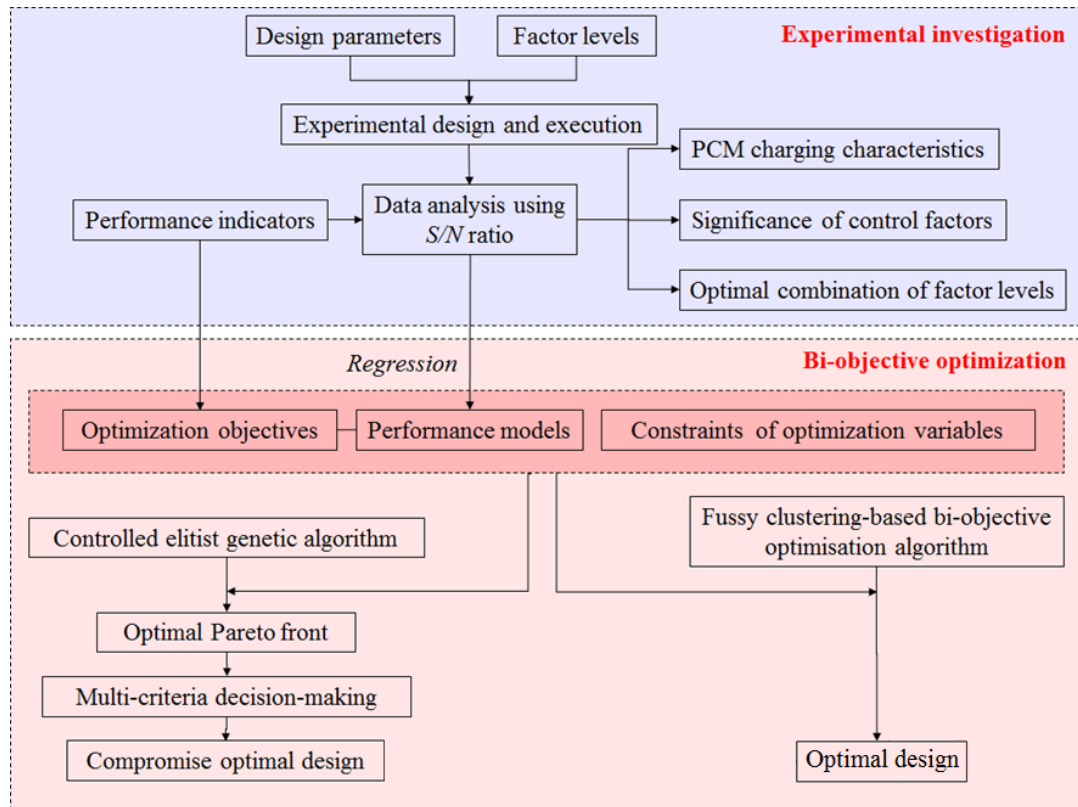 Design parameters
Factor levels
Experimental investigation
Experimental design and execution
PCM charging characteristics
Performance indicators
Data analysis using
S/N ratio
Significance of control factors
Optimal combination of factor levels
Regression
Bi-objective optimization
Optimization objectives
Performance models
Constraints of optimization variables
Controlled elitist genetic algorithm
Fussy clustering-based bi-objective
optimisation algorithm
Optimal Pareto front
Multi-criteria decision-making
Compromise optimal design
Optimal design